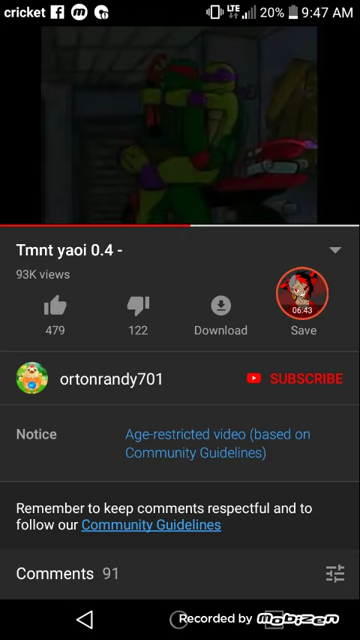 cricket LTE 20% 9:47 AM
Tmnt yaoi 0.4 -
93K views
06:43
479 122 Download Save
ortonrandy701 SUBSCRIBE
Notice Age-restricted video (based on
Community Guidelines)
Remember to keep comments respectful and to
follow our Community Guidelines
Comments 91
Recorded by Mobizen